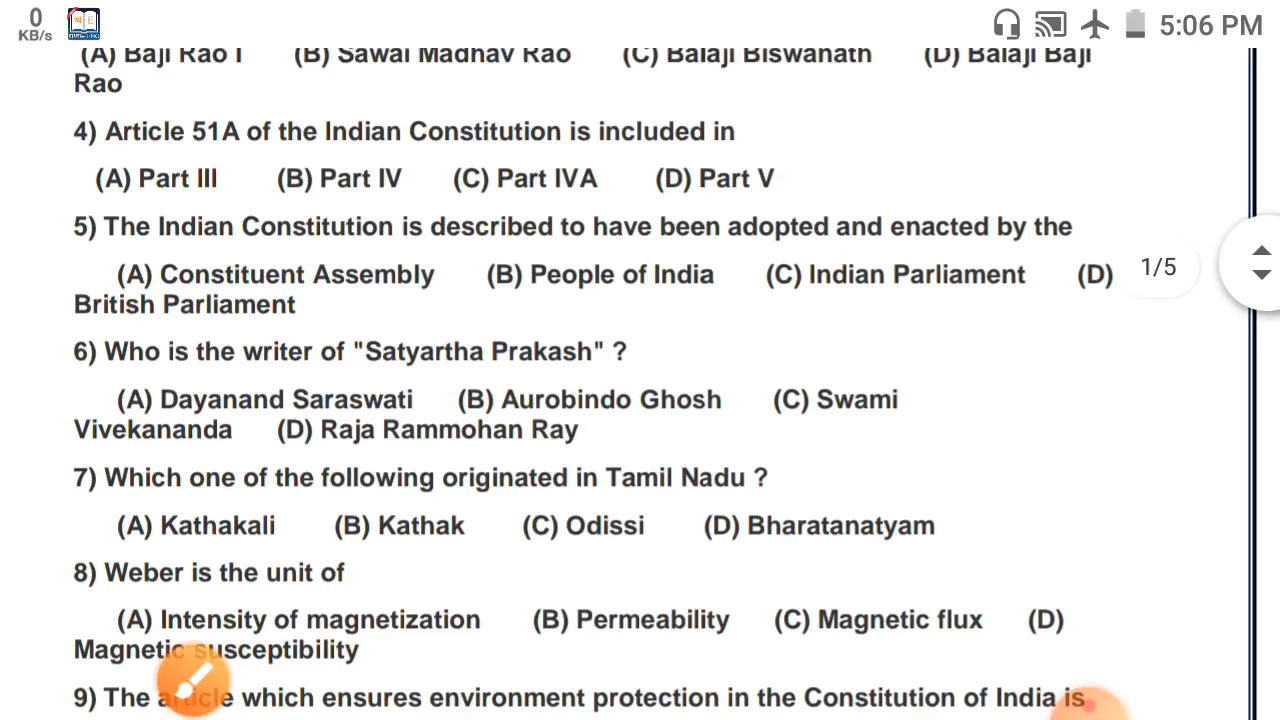 0
KB/s
5:06 PM
(A) Baji Rao I (B) Sawai Madhav Rao (C) Balaji Biswanath (D) Balaji Baji
Rao
4) Article 51A of the Indian Constitution is included in
(A) Part III (B) Part IV (C) Part IVA (D) Part V
5) The Indian Constitution is described to have been adopted and enacted by the
(A) Constituent Assembly (B) People of India (C) Indian Parliament (D)
1/5
British Parliament
6) Who is the writer of "Satyartha Prakash" ?
(A) Dayanand Saraswati (B) Aurobindo Ghosh (C) Swami
Vivekananda (D) Raja Rammohan Ray
7) Which one of the following originated in Tamil Nadu ?
(A) Kathakali (B) Kathak (C) Odissi (D) Bharatanatyam
8) Weber is the unit of
(A) Intensity of magnetization (B) Permeability (C) Magnetic flux (D)
Magnetic susceptibility
9) The article which ensures environment protection in the Constitution of India is